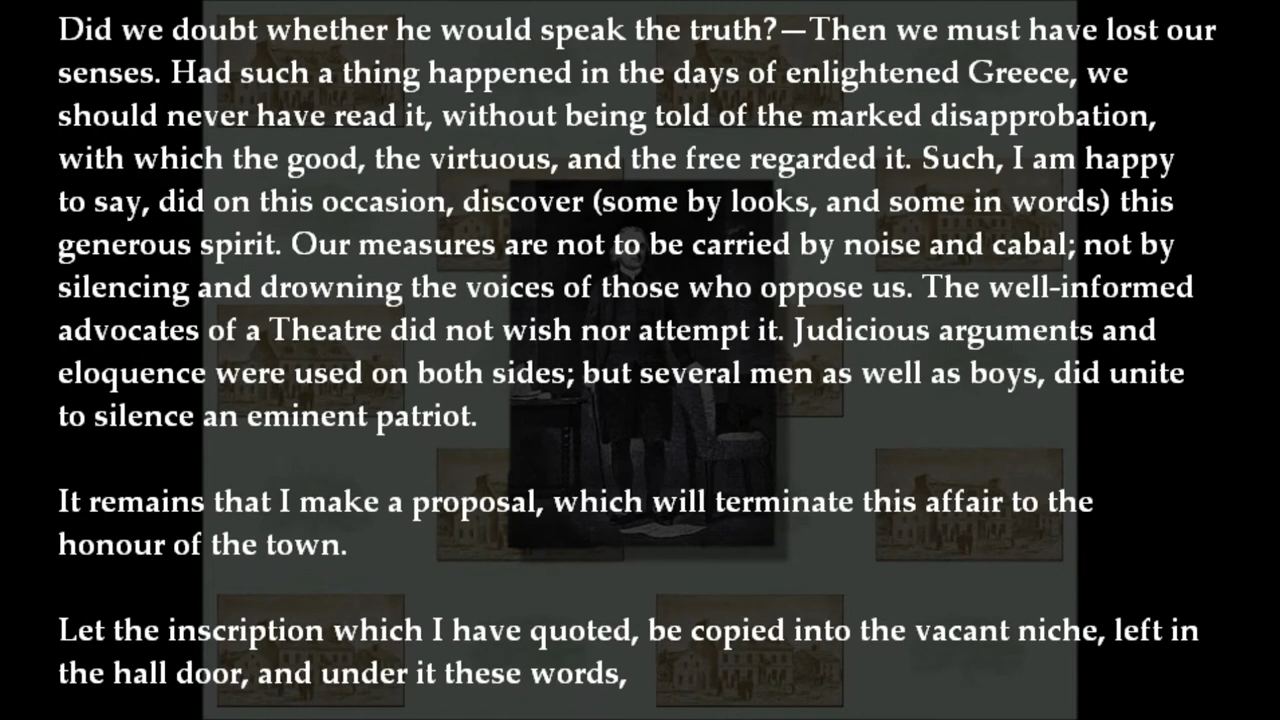 Did we doubt whether he would speak the truth?—Then we must have lost our
senses. Had such a thing happened in the days of enlightened Greece, we
should never have read it, without being told of the marked disapprobation,
with which the good, the virtuous, and the free regarded it. Such, I am happy
to say, did on this occasion, discover (some by looks, and some in words) this
generous spirit. Our measures are not to be carried by noise and cabal; not by
silencing and drowning the voices of those who oppose us. The well-informed
advocates of a Theatre did not wish nor attempt it. Judicious arguments and
eloquence were used on both sides; but several men as well as boys, did unite
to silence an eminent patriot.
It remains that I make a proposal, which will terminate this affair to the
honour of the town.
Let the inscription which I have quoted, be copied into the vacant niche, left in
the hall door, and under it these words,